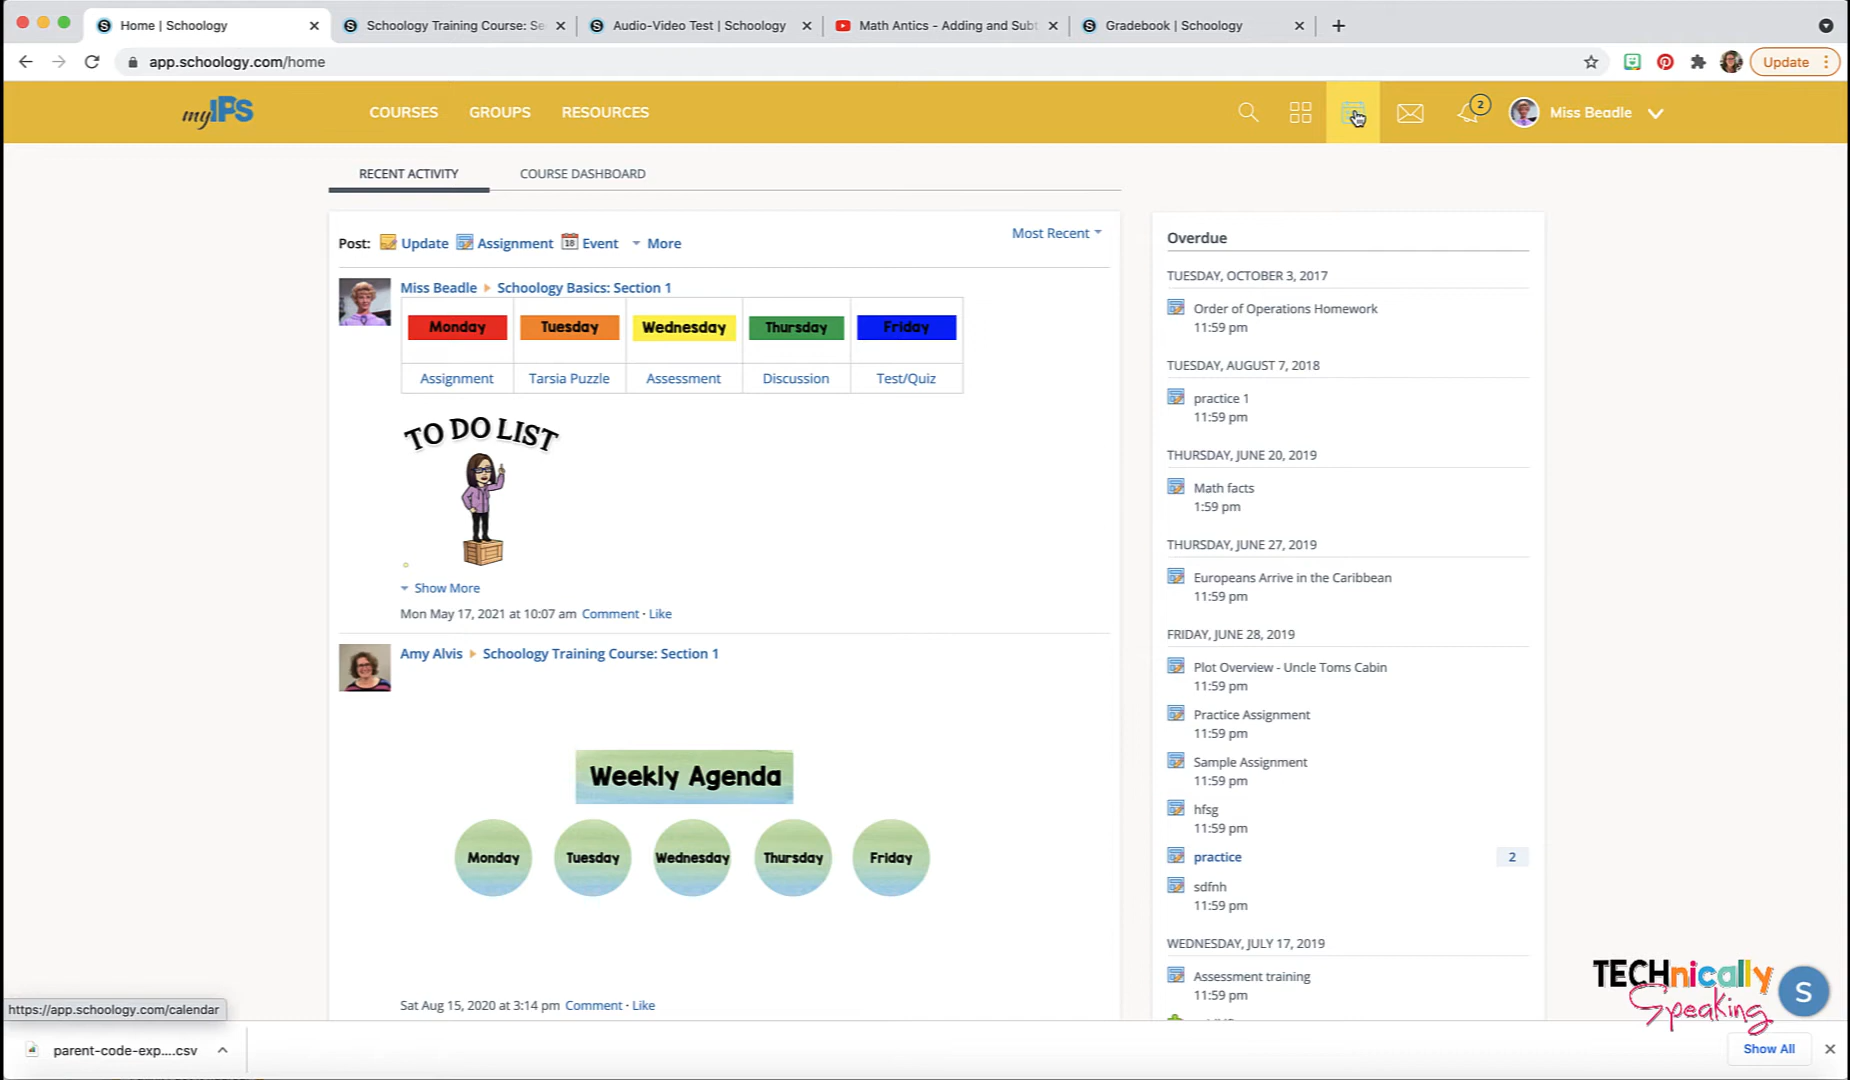 Home | Schoology
Schoology Training Course: Se
Audio-Video Test | Schoology
Math Antics - Adding and Subt
Gradebook | Schoology
app.schoology.com/home
Update
myIPS
COURSES
GROUPS
RESOURCES
2
Miss Beadle
RECENT ACTIVITY
COURSE DASHBOARD
Post: Update Assignment 18 Event More
Most Recent
Miss Beadle Schoology Basics: Section 1
Monday Tuesday Wednesday Thursday Friday
Assignment Tarsia Puzzle Assessment Discussion Test/Quiz
TO DO LIST
Show More
Mon May 17, 2021 at 10:07 am Comment · Like
Amy Alvis Schoology Training Course: Section 1
Weekly Agenda
Monday Tuesday Wednesday Thursday Friday
Sat Aug 15, 2020 at 3:14 pm Comment · Like
Overdue
TUESDAY, OCTOBER 3, 2017
Order of Operations Homework
11:59 pm
TUESDAY, AUGUST 7, 2018
practice 1
11:59 pm
THURSDAY, JUNE 20, 2019
Math facts
1:59 pm
THURSDAY, JUNE 27, 2019
Europeans Arrive in the Caribbean
11:59 pm
FRIDAY, JUNE 28, 2019
Plot Overview - Uncle Toms Cabin
11:59 pm
Practice Assignment
11:59 pm
Sample Assignment
11:59 pm
hfsg
11:59 pm
practice 2
sdfnh
11:59 pm
WEDNESDAY, JULY 17, 2019
Assessment training
11:59 pm
TECHnically
Speaking
S
https://app.schoology.com/calendar
parent-code-exp....csv
Show All